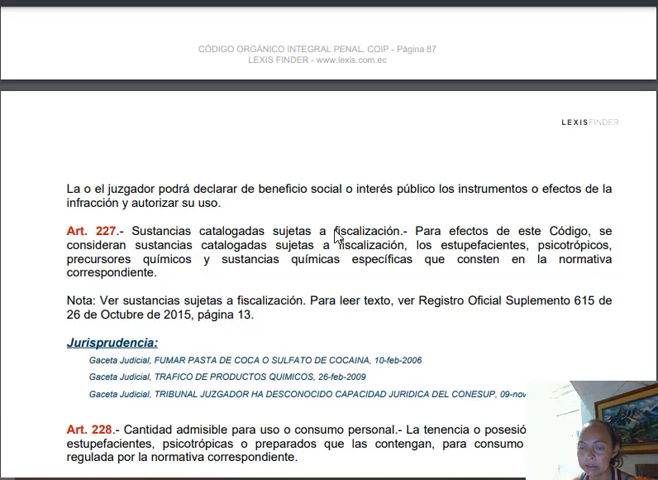 CÓDIGO ORGÁNICO INTEGRAL PENAL, COIP - Página 87
LEXIS FINDER - www.lexis.com.ec
LEXISFINDER
La o el juzgador podrá declarar de beneficio social o interés público los instrumentos o efectos de la
infracción y autorizar su uso.
Art. 227.- Sustancias catalogadas sujetas a fiscalización.- Para efectos de este Código, se
consideran sustancias catalogadas sujetas a fiscalización, los estupefacientes, psicotrópicos,
precursores químicos y sustancias químicas específicas que consten en la normativa
correspondiente.
Nota: Ver sustancias sujetas a fiscalización. Para leer texto, ver Registro Oficial Suplemento 615 de
26 de Octubre de 2015, página 13.
Jurisprudencia:
Gaceta Judicial, FUMAR PASTA DE COCA O SULFATO DE COCAINA, 10-feb-2006
Gaceta Judicial, TRAFICO DE PRODUCTOS QUIMICOS, 26-feb-2009
Gaceta Judicial, TRIBUNAL JUZGADOR HA DESCONOCIDO CAPACIDAD JURIDICA DEL CONESUP, 09-nov
Art. 228.- Cantidad admisible para uso o consumo personal.- La tenencia o posesió
estupefacientes, psicotrópicas o preparados que las contengan, para consumo
regulada por la normativa correspondiente.